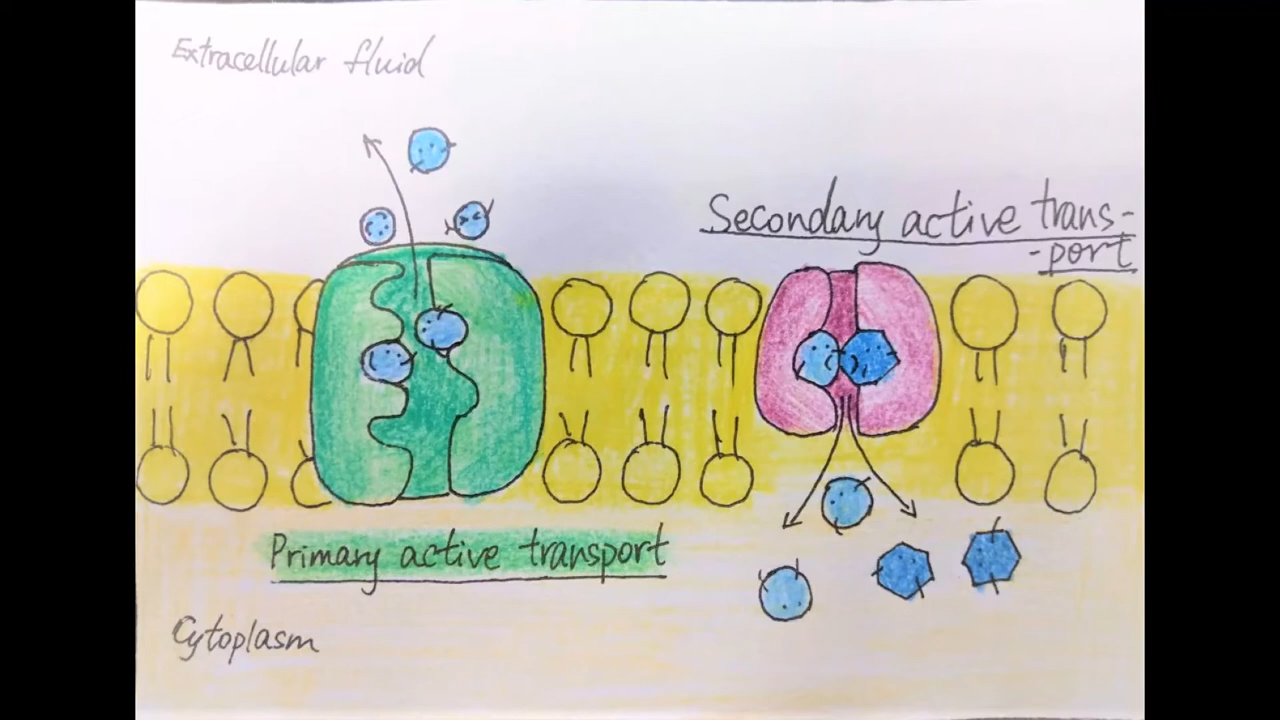 Extracellular fluid
Secondary active trans-
-port
Primary active transport
Cytoplasm